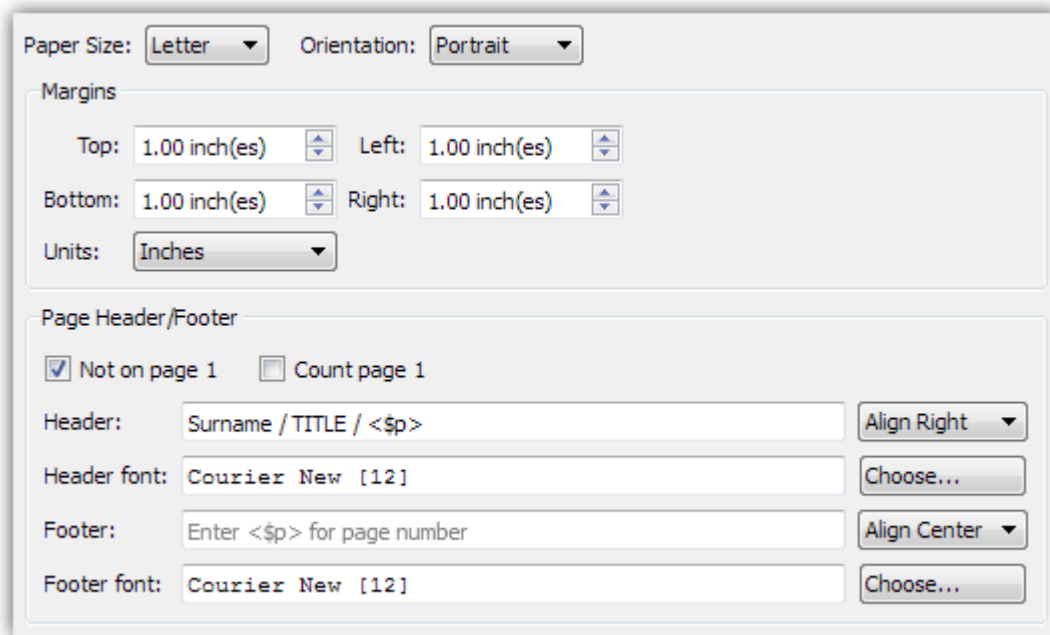 Paper Size: Letter Orientation: Portrait
Margins
Top: 1.00 inch(es) Left: 1.00 inch(es)
Bottom: 1.00 inch(es) Right: 1.00 inch(es)
Units: Inches
Page Header/Footer
Not on page 1 Count page 1
Header: Surname / TITLE / <$p> Align Right
Header font: Courier New [12] Choose...
Footer: Enter <$p> for page number Align Center
Footer font: Courier New [12] Choose...